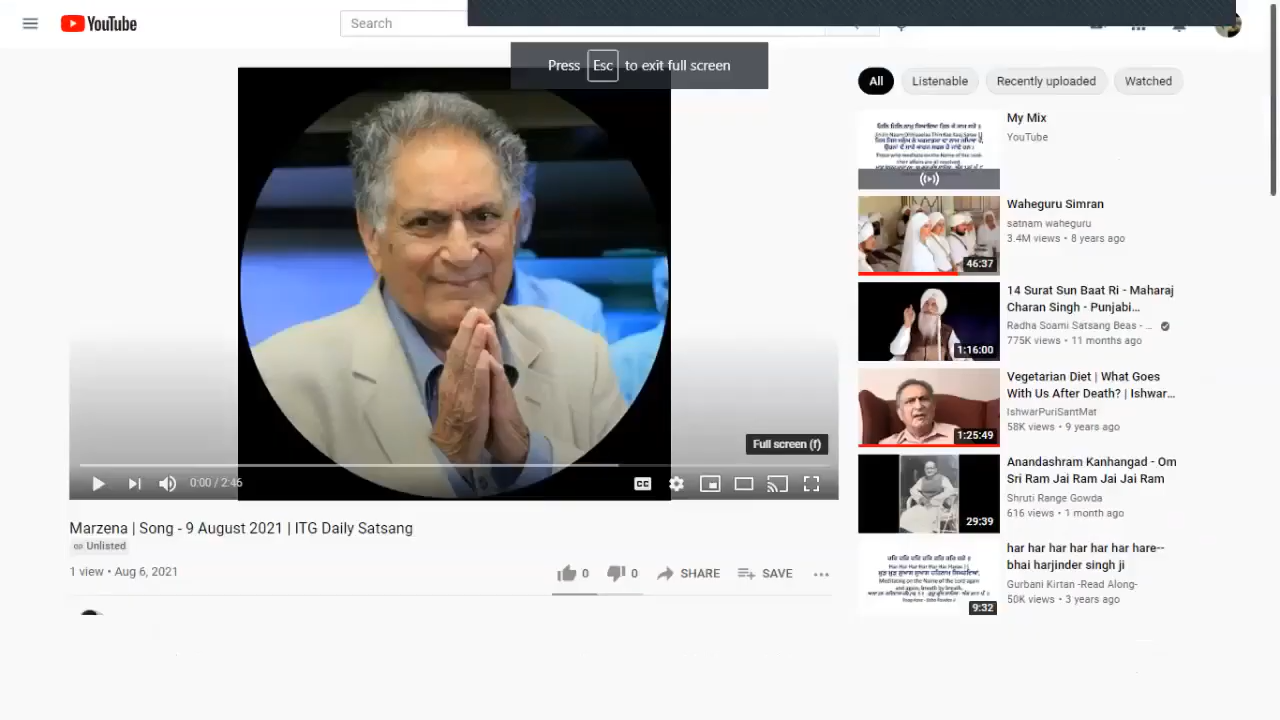 YouTube
Search
Press Esc to exit full screen
All
Listenable
Recently uploaded
Watched
My Mix
YouTube
Waheguru Simran
satnam waheguru
3.4M views • 8 years ago
46:37
14 Surat Sun Baat Ri - Maharaj
Charan Singh - Punjabi...
Radha Soami Satsang Beas - ...
775K views • 11 months ago
1:16:00
Vegetarian Diet | What Goes
With Us After Death? | Ishwar...
IshwarPuriSantMat
58K views • 9 years ago
1:25:49
Anandashram Kanhangad - Om
Sri Ram Jai Ram Jai Jai Ram
Shruti Range Gowda
616 views • 1 month ago
29:39
har har har har har har hare--
bhai harjinder singh ji
Gurbani Kirtan -Read Along-
50K views • 3 years ago
9:32
Full screen (f)
0:00 / 2:46
CC
Marzena | Song - 9 August 2021 | ITG Daily Satsang
Unlisted
1 view • Aug 6, 2021
0
0
SHARE
SAVE